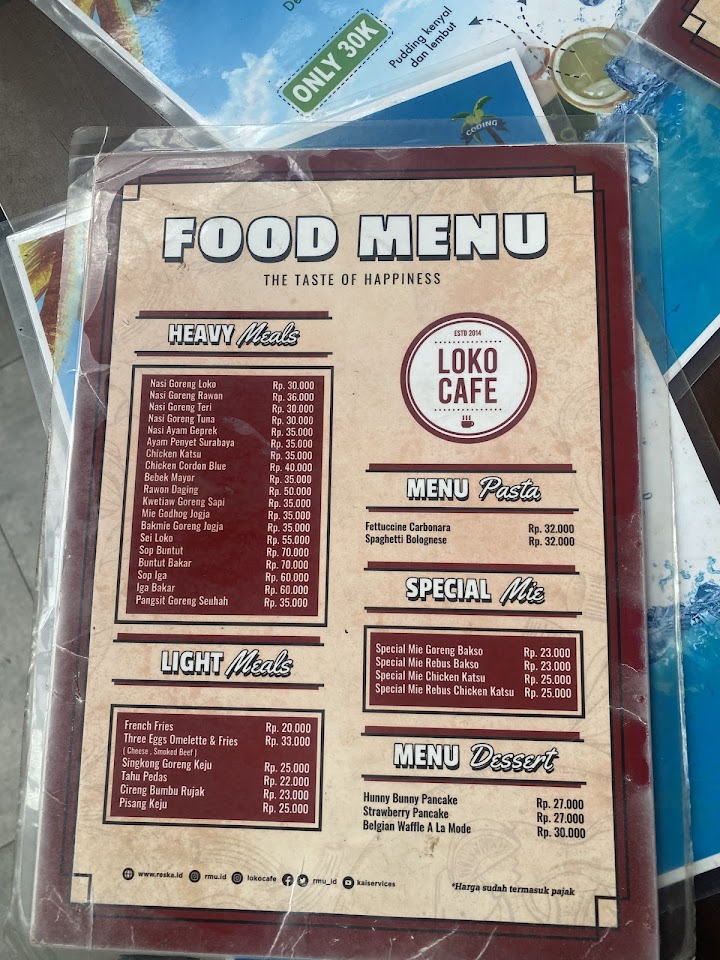 ONLY 30K
Pudding kenyal
dan lembut
CODING
FOOD MENU
THE TASTE OF HAPPINESS
HEAVY Meals
Nasi Goreng Loko Rp. 30.000
Nasi Goreng Rawon Rp. 36.000
Nasi Goreng Teri Rp. 30.000
Nasi Goreng Tuna Rp. 30.000
Nasi Ayam Geprek Rp. 35.000
Ayam Penyet Surabaya Rp. 35.000
Chicken Katsu Rp. 35.000
Chicken Cordon Blue Rp. 40.000
Bebek Mayor Rp. 35.000
Rawon Daging Rp. 50.000
Kwetiaw Goreng Sapi Rp. 35.000
Mie Godhog Jogja Rp. 35.000
Bakmie Goreng Jogja Rp. 35.000
Sei Loko Rp. 55.000
Sop Buntut Rp. 70.000
Buntut Bakar Rp. 70.000
Sop Iga Rp. 60.000
Iga Bakar Rp. 60.000
Pangsit Goreng Seuhah Rp. 35.000
LIGHT Meals
French Fries Rp. 20.000
Three Eggs Omelette & Fries Rp. 33.000
( Cheese , Smoked Beef )
Singkong Goreng Keju Rp. 25.000
Tahu Pedas Rp. 22.000
Cireng Bumbu Rujak Rp. 23.000
Pisang Keju Rp. 25.000
ESTD 2014
LOKO
CAFE
MENU Pasta
Fettuccine Carbonara Rp. 32.000
Spaghetti Bolognese Rp. 32.000
SPECIAL Mie
Special Mie Goreng Bakso Rp. 23.000
Special Mie Rebus Bakso Rp. 23.000
Special Mie Chicken Katsu Rp. 25.000
Special Mie Rebus Chicken Katsu Rp. 25.000
MENU Dessert
Hunny Bunny Pancake Rp. 27.000
Strawberry Pancake Rp. 27.000
Belgian Waffle A La Mode Rp. 30.000
www.reska.id rmu.id lokocafe rmu_id kaiservices
*Harga sudah termasuk pajak